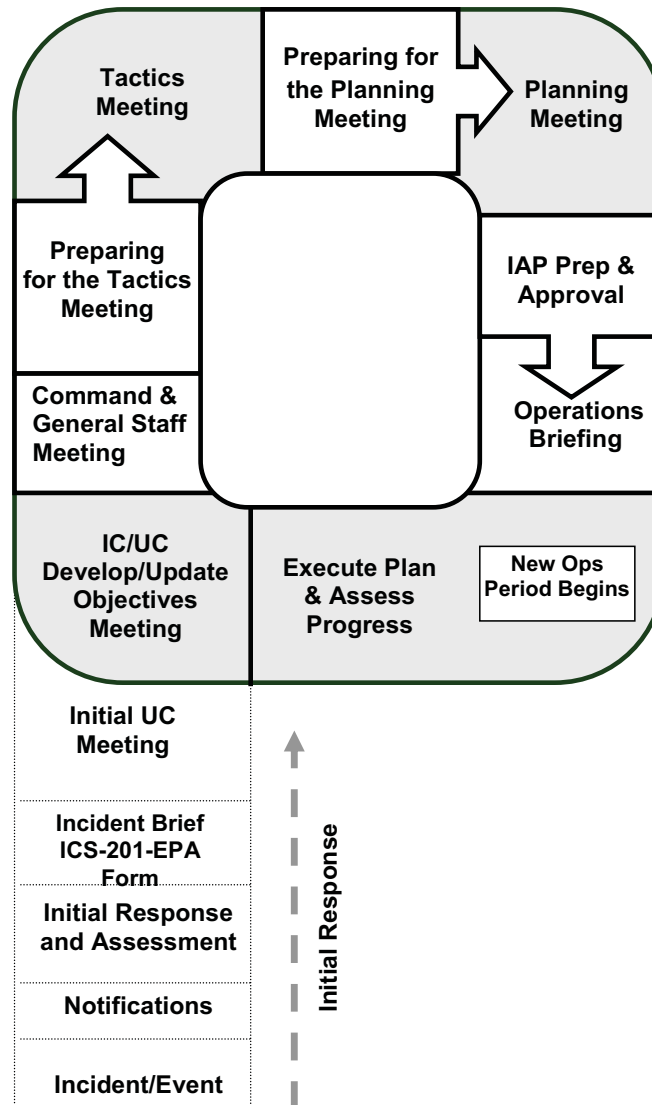 Tactics
Meeting
Preparing for
the Planning
Meeting
Planning
Meeting
Preparing
for the Tactics
Meeting
IAP Prep &
Approval
Command &
General Staff
Meeting
Operations
Briefing
IC/UC
Develop/Update
Objectives
Meeting
Execute Plan
& Assess
Progress
New Ops
Period Begins
Initial UC
Meeting
Incident Brief
ICS-201-EPA
Form
Initial Response
and Assessment
Notifications
Incident/Event
Initial Response